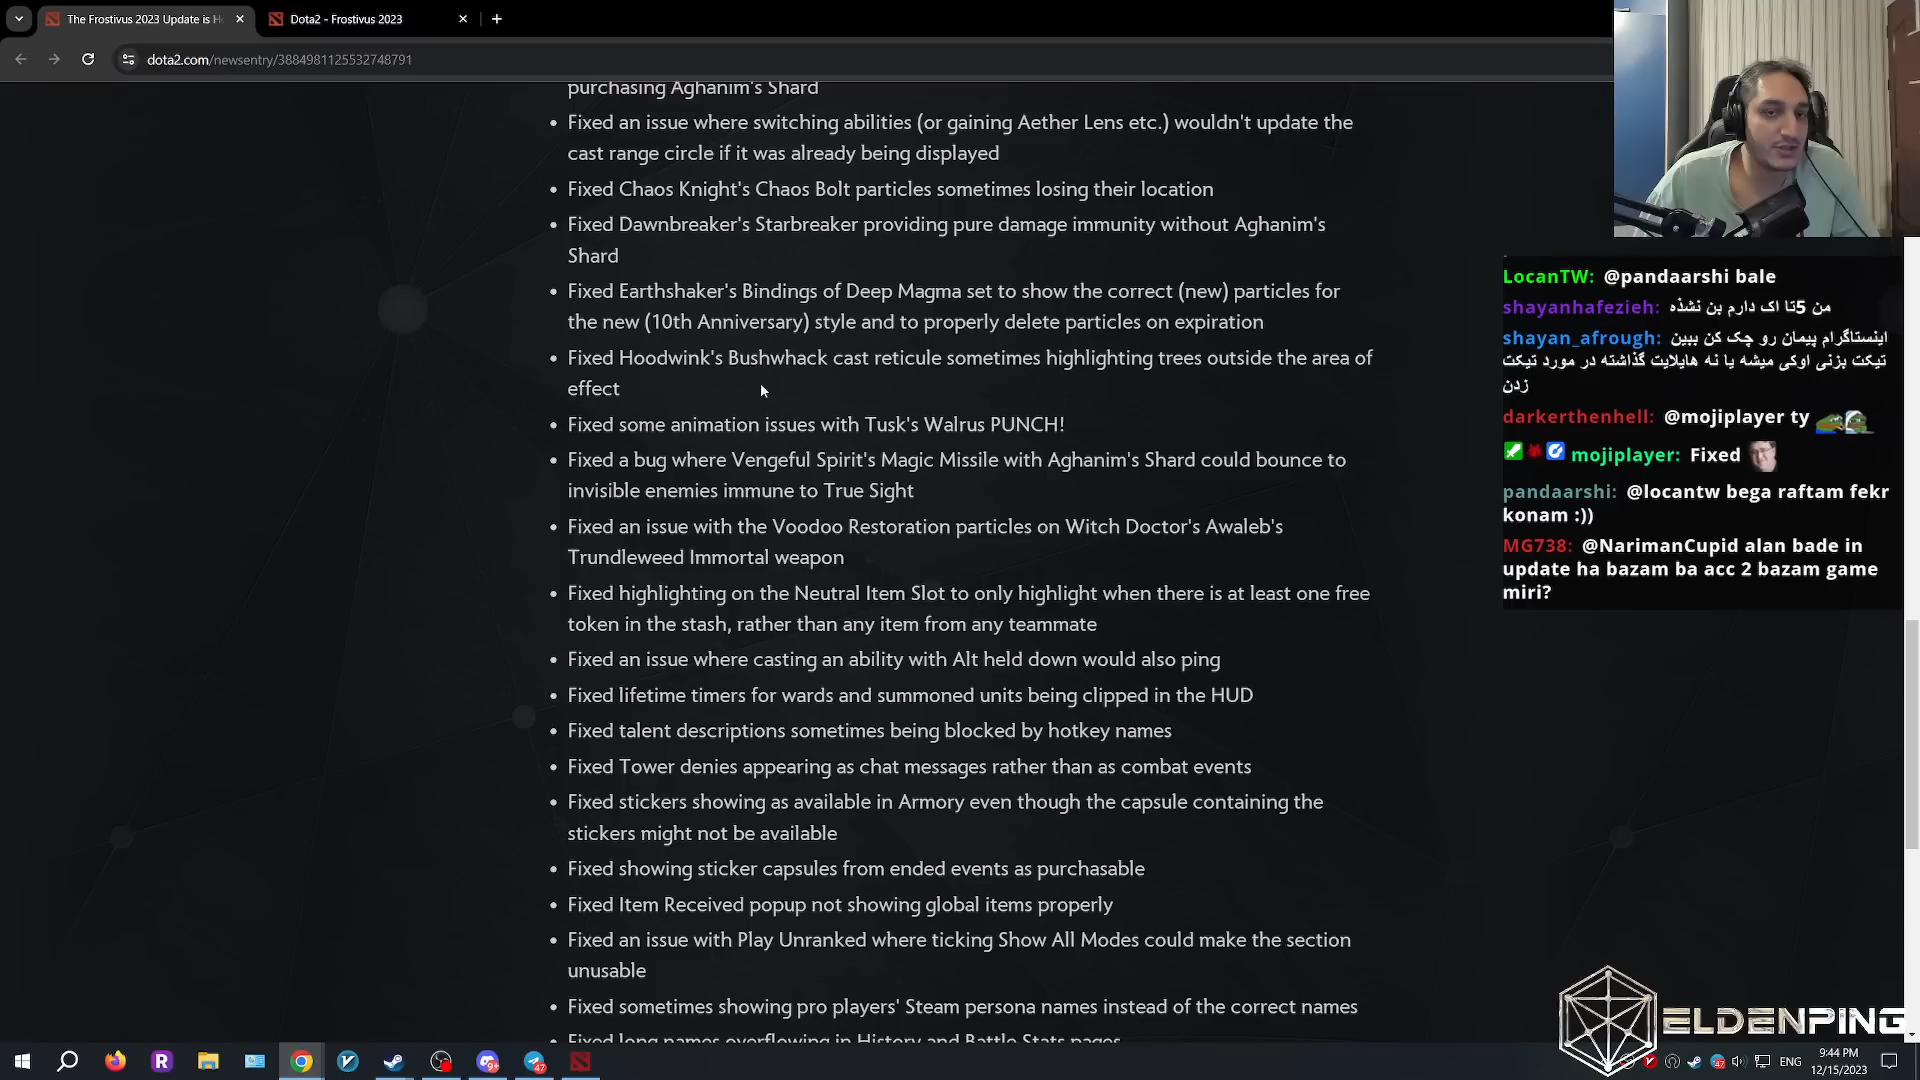 The Frostivus 2023 Update is H
Dota2 - Frostivus 2023
dota2.com/newsentry/3884981125532748791
purchasing Aghanim's Shard
• Fixed an issue where switching abilities (or gaining Aether Lens etc.) wouldn't update the
cast range circle if it was already being displayed
• Fixed Chaos Knight's Chaos Bolt particles sometimes losing their location
• Fixed Dawnbreaker's Starbreaker providing pure damage immunity without Aghanim's
Shard
• Fixed Earthshaker's Bindings of Deep Magma set to show the correct (new) particles for
the new (10th Anniversary) style and to properly delete particles on expiration
• Fixed Hoodwink's Bushwhack cast reticule sometimes highlighting trees outside the area of
effect
• Fixed some animation issues with Tusk's Walrus PUNCH!
• Fixed a bug where Vengeful Spirit's Magic Missile with Aghanim's Shard could bounce to
invisible enemies immune to True Sight
• Fixed an issue with the Voodoo Restoration particles on Witch Doctor's Awaleb's
Trundleweed Immortal weapon
• Fixed highlighting on the Neutral Item Slot to only highlight when there is at least one free
token in the stash, rather than any item from any teammate
• Fixed an issue where casting an ability with Alt held down would also ping
• Fixed lifetime timers for wards and summoned units being clipped in the HUD
• Fixed talent descriptions sometimes being blocked by hotkey names
• Fixed Tower denies appearing as chat messages rather than as combat events
• Fixed stickers showing as available in Armory even though the capsule containing the
stickers might not be available
• Fixed showing sticker capsules from ended events as purchasable
• Fixed Item Received popup not showing global items properly
• Fixed an issue with Play Unranked where ticking Show All Modes could make the section
unusable
• Fixed sometimes showing pro players' Steam persona names instead of the correct names
• Fixed long names overflowing in History and Battle Stats pages
LocanTW: @pandaarshi bale
shayanhafezieh: من 5تا اک دارم بن نشذه
shayan_afrough: اینستاگرام پیمان رو چک کن ببین
تیکت بزنی اوکی میشه یا نه هایلایت گذاشته در مورد تیکت
زدن
darkerthenhell: @mojiplayer ty
mojiplayer: Fixed
pandaarshi: @locantw bega raftam fekr
konam :))
MG738: @NarimanCupid alan bade in
update ha bazam ba acc 2 bazam game
miri?
ELDENPING
R
9+
47
47
ENG
9:44 PM
12/15/2023